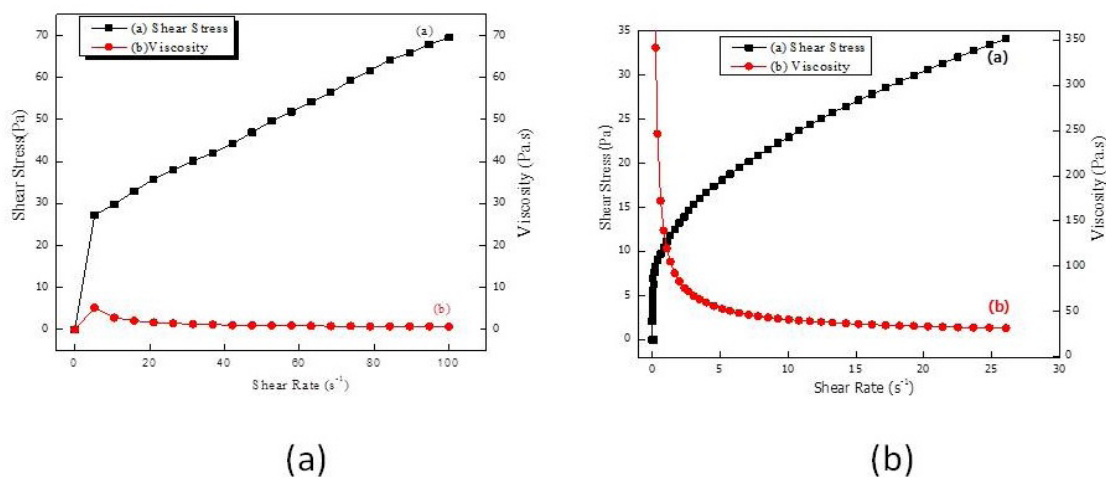 (a) Shear Stress
(b)Viscosity
(a)
(b)
Shear Stress(Pa)
70
60
50
40
30
20
10
0
Viscosity (Pa.s)
70
60
50
40
30
20
10
0
0 20 40 60 80 100
Shear Rate (s⁻¹)
(a)
(a) Shear Stress
(b) Viscosity
(a)
(b)
Shear Stress (Pa)
35
30
25
20
15
10
5
0
Viscosity (Pa.s)
350
300
250
200
150
100
50
0
0 5 10 15 20 25 30
Shear Rate (s⁻¹)
(b)